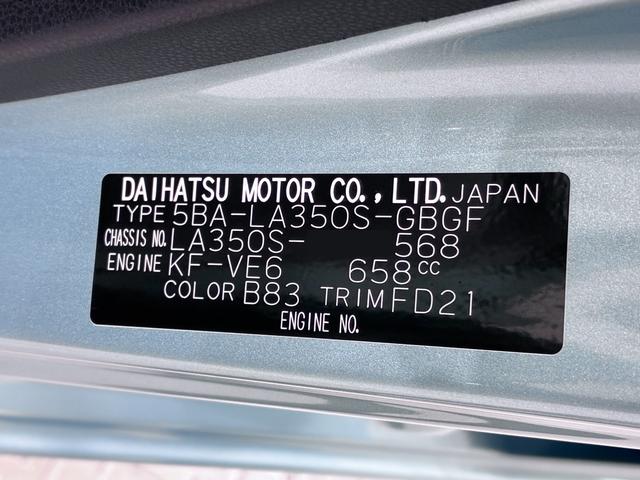 DAIHATSU MOTOR CO., LTD. JAPAN
TYPE 5BA-LA350S-GBGF
CHASSIS NO. LA350S- 568
ENGINE KF-VE6 658cc
COLOR B83 TRIM FD21
ENGINE NO.